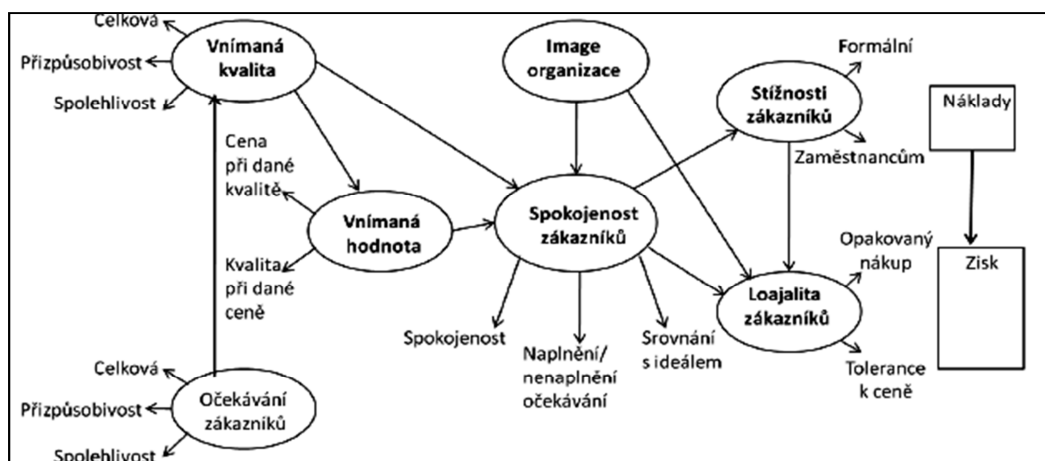 Celková
Přizpůsobivost
Spolehlivost
Vnímaná
kvalita
Image
organizace
Formální
Stížnosti
zákazníků
Zaměstnancům
Náklady
Cena
při dané
kvalitě
Vnímaná
hodnota
Kvalita
při dané
ceně
Spokojenost
zákazníků
Opakovaný
nákup
Zisk
Loajalita
zákazníků
Tolerance
k ceně
Spokojenost
Naplnění/
nenaplnění
očekávání
Srovnání
s ideálem
Celková
Přizpůsobivost
Spolehlivost
Očekávání
zákazníků